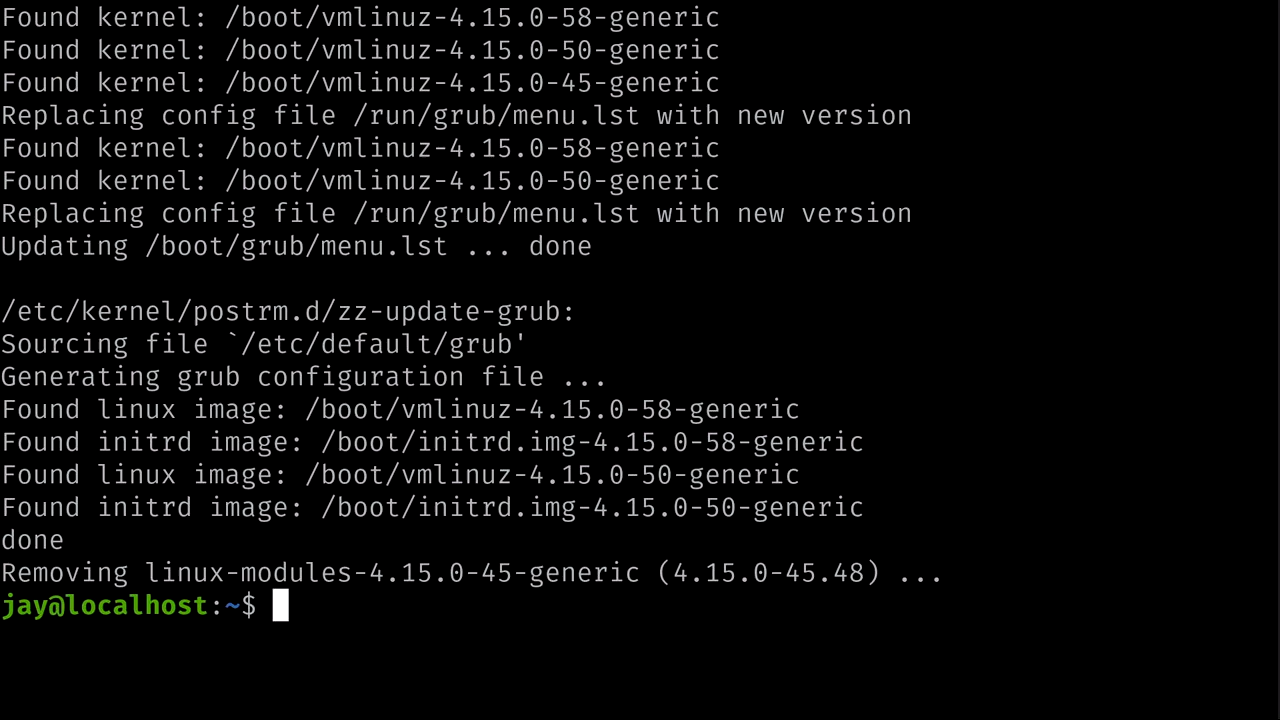 Found kernel: /boot/vmlinuz-4.15.0-58-generic
Found kernel: /boot/vmlinuz-4.15.0-50-generic
Found kernel: /boot/vmlinuz-4.15.0-45-generic
Replacing config file /run/grub/menu.lst with new version
Found kernel: /boot/vmlinuz-4.15.0-58-generic
Found kernel: /boot/vmlinuz-4.15.0-50-generic
Replacing config file /run/grub/menu.lst with new version
Updating /boot/grub/menu.lst ... done
/etc/kernel/postrm.d/zz-update-grub:
Sourcing file `/etc/default/grub'
Generating grub configuration file ...
Found linux image: /boot/vmlinuz-4.15.0-58-generic
Found initrd image: /boot/initrd.img-4.15.0-58-generic
Found linux image: /boot/vmlinuz-4.15.0-50-generic
Found initrd image: /boot/initrd.img-4.15.0-50-generic
done
Removing linux-modules-4.15.0-45-generic (4.15.0-45.48) ...
jay@localhost:~$